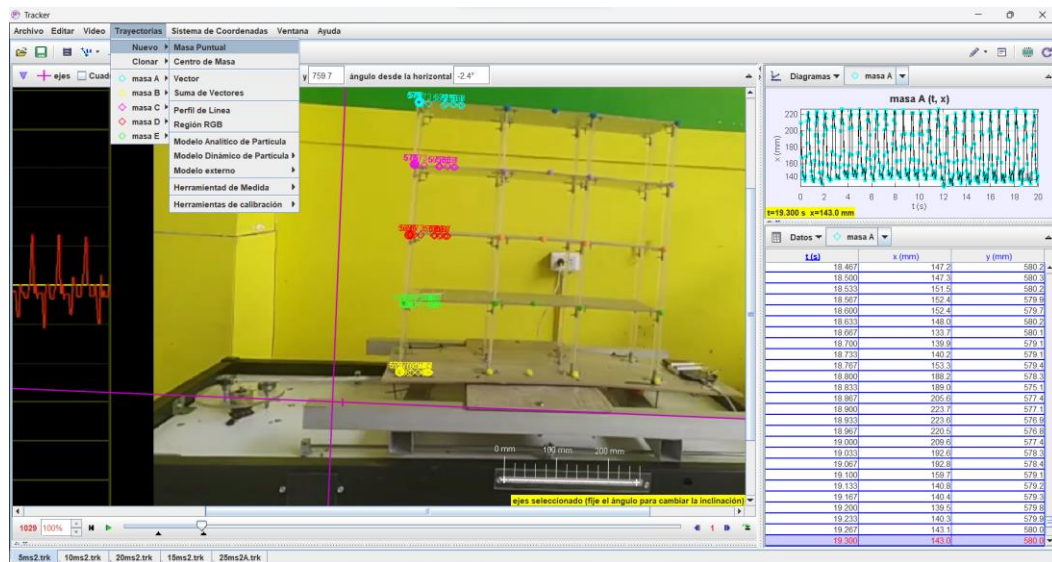 Tracker
Archivo Editar Video Trayectorias Sistema de Coordenadas Ventana Ayuda
Nuevo Masa Puntual
Clonar Centro de Masa
masa A Vector
masa B Suma de Vectores
masa C Perfil de Línea
masa D Región RGB
masa E Modelo Analítico de Partícula
Modelo Dinámico de Partícula
Modelo externo
Herramientad de Medida
Herramientas de calibración
ejes Cuad
y 759.7 ángulo desde la horizontal -2.4°
0 mm 100 mm 200 mm
ejes seleccionado (fije el ángulo para cambiar la inclinación)
1029 100%
1
5ms2.trk 10ms2.trk 20ms2.trk 15ms2.trk 25ms2A.trk
Diagramas masa A
masa A (t, x)
x (mm)
220
200
180
160
140
0 2 4 6 8 10 12 14 16 18 20
t (s)
t=19.300 s x=143.0 mm
Datos masa A
t (s) x (mm) y (mm)
18.467 147.2 580.2
18.500 147.3 580.3
18.533 151.5 580.2
18.567 152.4 579.9
18.600 152.4 579.7
18.633 148.0 580.2
18.667 133.7 580.1
18.700 139.9 579.1
18.733 140.2 579.1
18.767 153.3 579.4
18.800 188.2 578.3
18.833 189.0 575.1
18.867 205.6 577.4
18.900 223.7 577.1
18.933 223.6 576.9
18.967 220.5 576.8
19.000 209.6 577.4
19.033 192.6 578.3
19.067 192.8 578.4
19.100 159.7 579.1
19.133 140.8 579.2
19.167 140.4 579.3
19.200 139.5 579.8
19.233 140.3 579.9
19.267 143.1 580.0
19.300 143.0 580.0